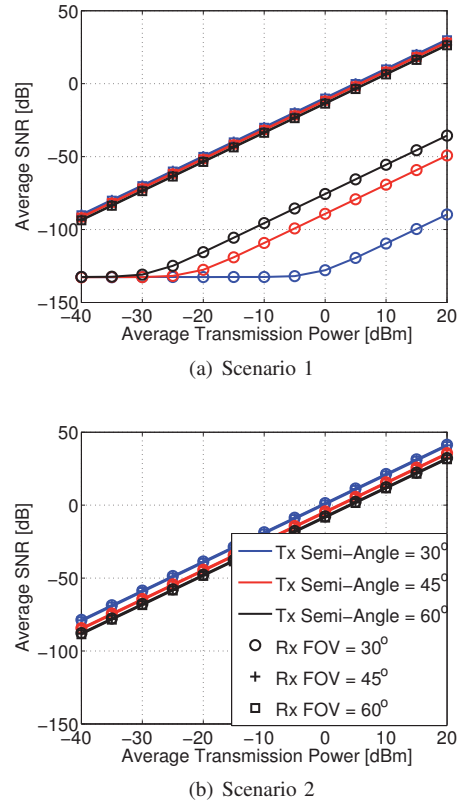 50
0
−50
−100
−150
Average SNR [dB]
−40 −30 −20 −10 0 10 20
Average Transmission Power [dBm]
(a) Scenario 1
50
0
−50
−100
−150
Average SNR [dB]
Tx Semi−Angle = 30°
Tx Semi−Angle = 45°
Tx Semi−Angle = 60°
Rx FOV = 30°
Rx FOV = 45°
Rx FOV = 60°
−40 −30 −20 −10 0 10 20
Average Transmission Power [dBm]
(b) Scenario 2